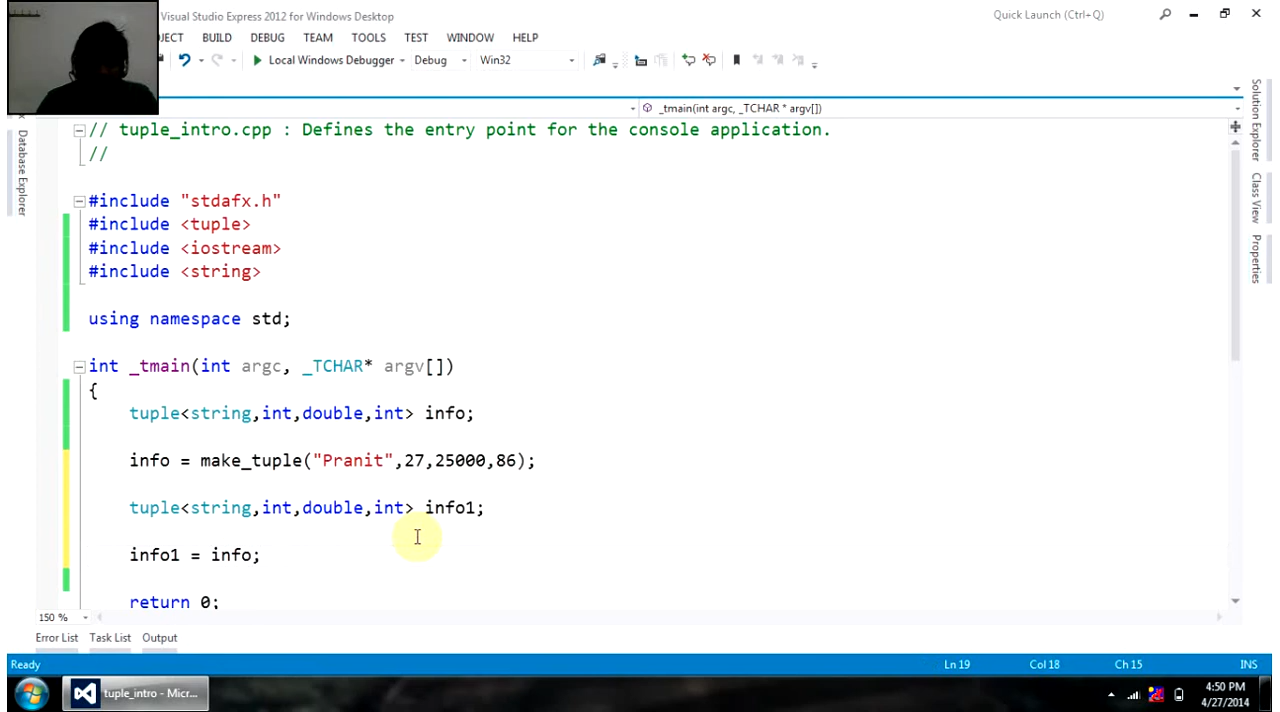 Visual Studio Express 2012 for Windows Desktop
Quick Launch (Ctrl+Q)
JECT BUILD DEBUG TEAM TOOLS TEST WINDOW HELP
Local Windows Debugger Debug Win32
_tmain(int argc, _TCHAR * argv[])
// tuple_intro.cpp : Defines the entry point for the console application.
//
#include "stdafx.h"
#include <tuple>
#include <iostream>
#include <string>
using namespace std;
int _tmain(int argc, _TCHAR* argv[])
{
tuple<string,int,double,int> info;
info = make_tuple("Pranit",27,25000,86);
tuple<string,int,double,int> info1;
info1 = info;
return 0;
150 %
Error List Task List Output
Ready Ln 19 Col 18 Ch 15 INS
tuple_intro - Micr...
4:50 PM
4/27/2014
Database Explorer
Solution Explorer
Class View
Properties